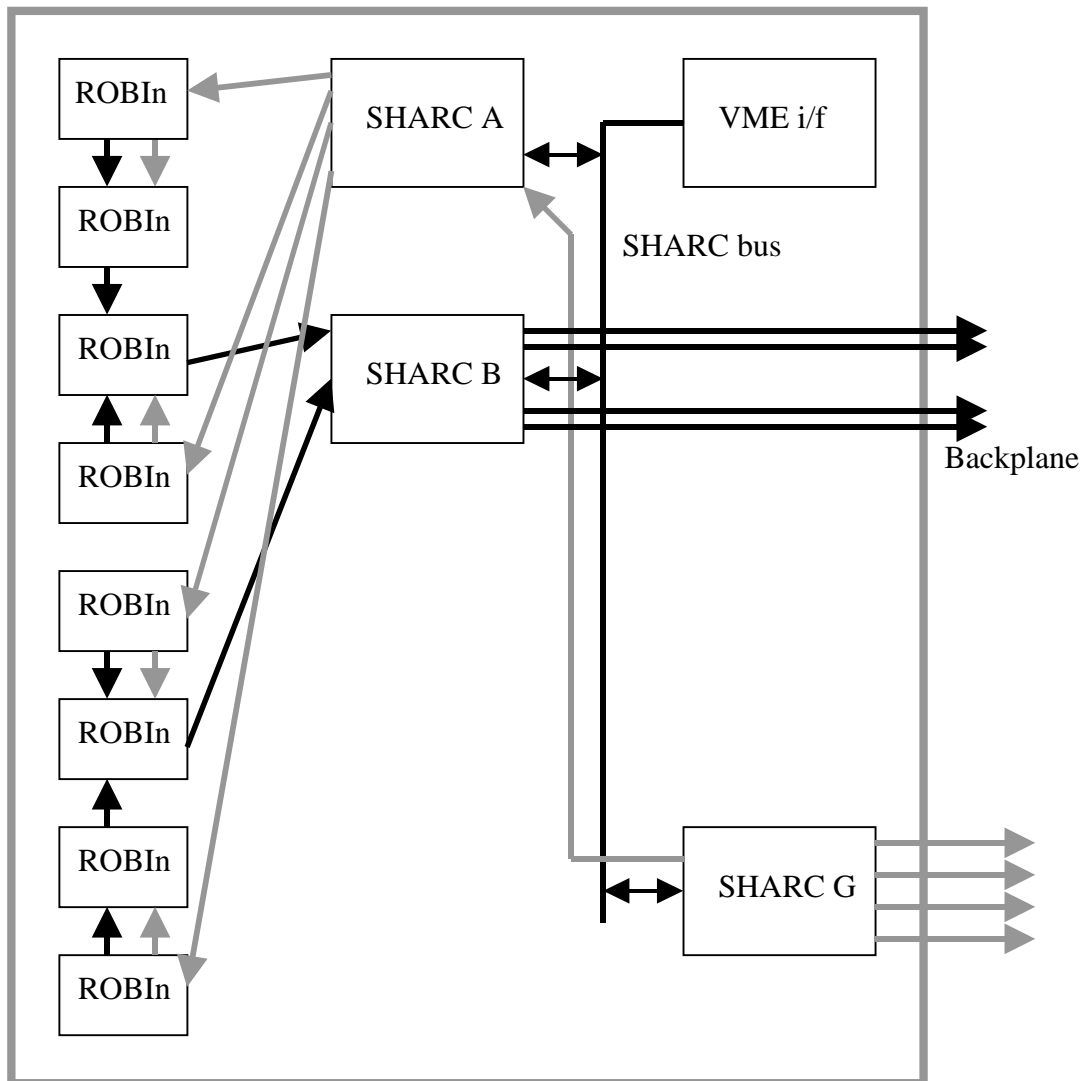 ROBIn
SHARC A
VME i/f
ROBIn
SHARC bus
ROBIn
SHARC B
ROBIn
Backplane
ROBIn
ROBIn
ROBIn
SHARC G
ROBIn